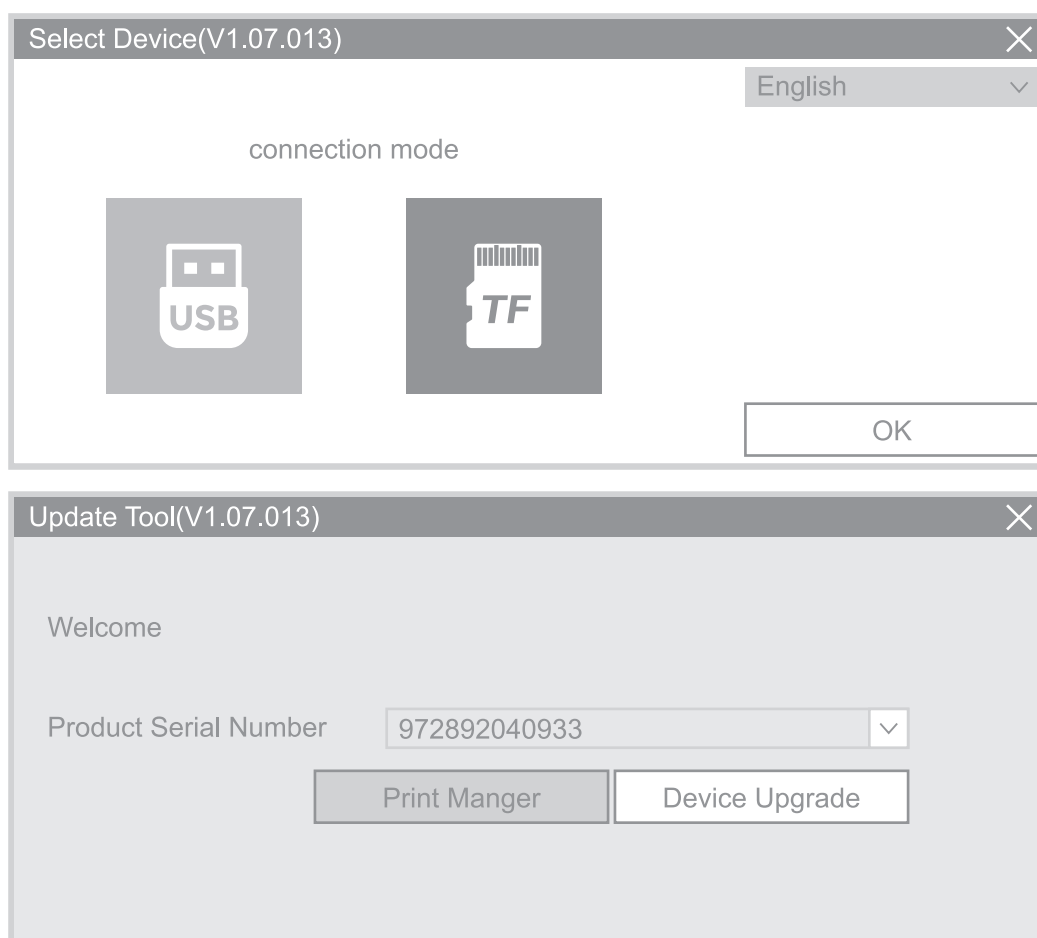 Select Device(V1.07.013)
English
connection mode
USB
TF
OK
Update Tool(V1.07.013)
Welcome
Product Serial Number 972892040933
Print Manger Device Upgrade